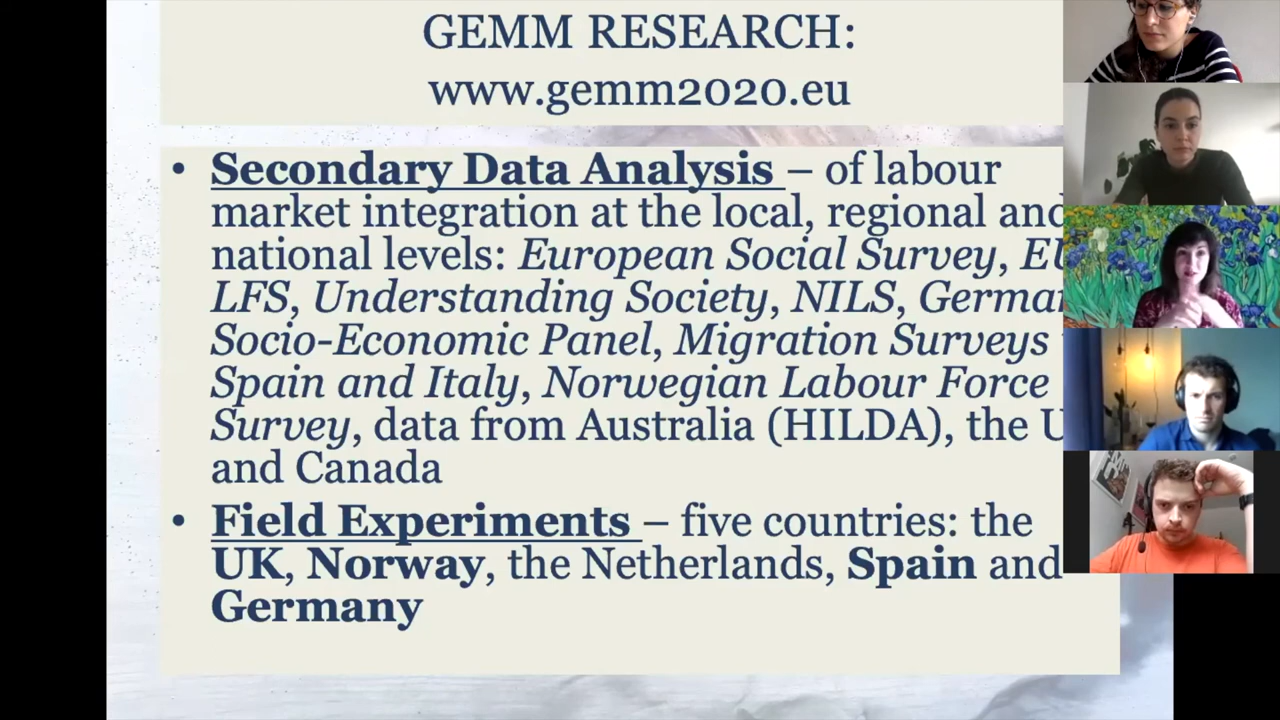 GEMM RESEARCH:
www.gemm2020.eu
• Secondary Data Analysis – of labour
market integration at the local, regional and
national levels: European Social Survey,
LFS, Understanding Society, NILS,
Socio-Economic Panel, Migration Surveys
Spain and Italy, Norwegian Labour Force
Survey, data from Australia (HILDA), the
and Canada
• Field Experiments – five countries: the
UK, Norway, the Netherlands, Spain and
Germany